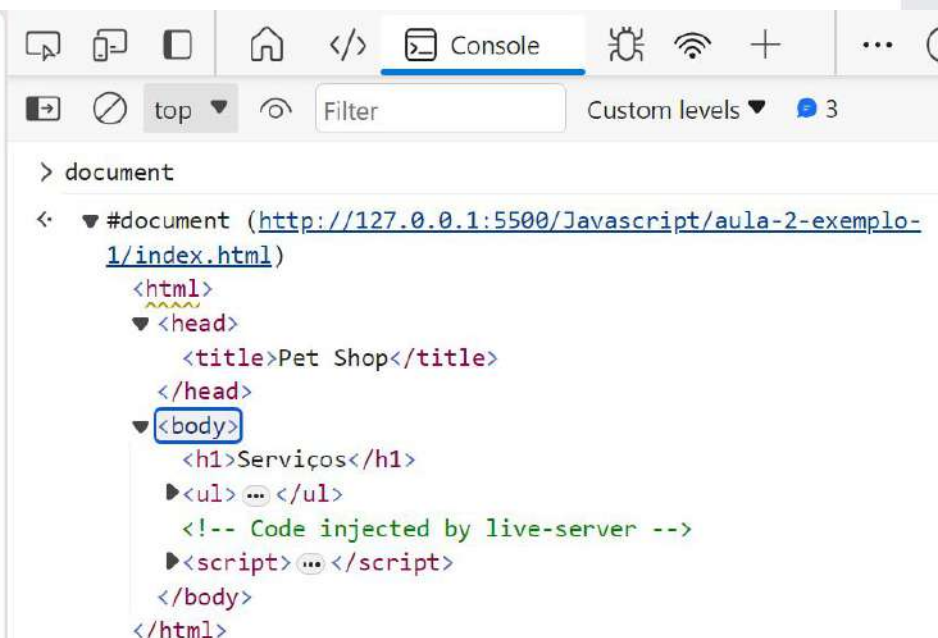 Console
top Filter Custom levels 3
> document
#document (http://127.0.0.1:5500/Javascript/aula-2-exemplo-
1/index.html)
<html>
<head>
<title>Pet Shop</title>
</head>
<body>
<h1>Serviços</h1>
<ul> … </ul>
<!-- Code injected by live-server -->
<script> … </script>
</body>
</html>